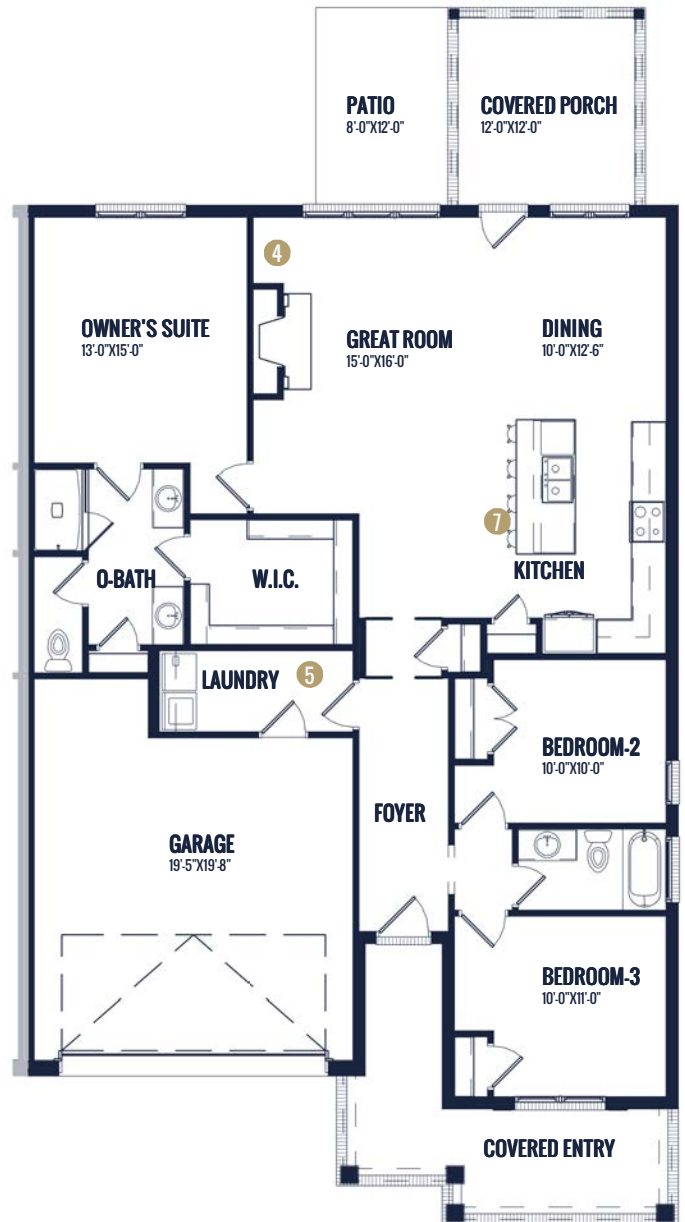 PATIO
8'-0"X12'-0"
COVERED PORCH
12'-0"X12'-0"
4
OWNER'S SUITE
13'-0"X15'-0"
GREAT ROOM
15'-0"X16'-0"
DINING
10'-0"X12'-6"
7
KITCHEN
O-BATH
W.I.C.
LAUNDRY
5
BEDROOM-2
10'-0"X10'-0"
FOYER
GARAGE
19'-5"X19'-8"
BEDROOM-3
10'-0"X11'-0"
COVERED ENTRY